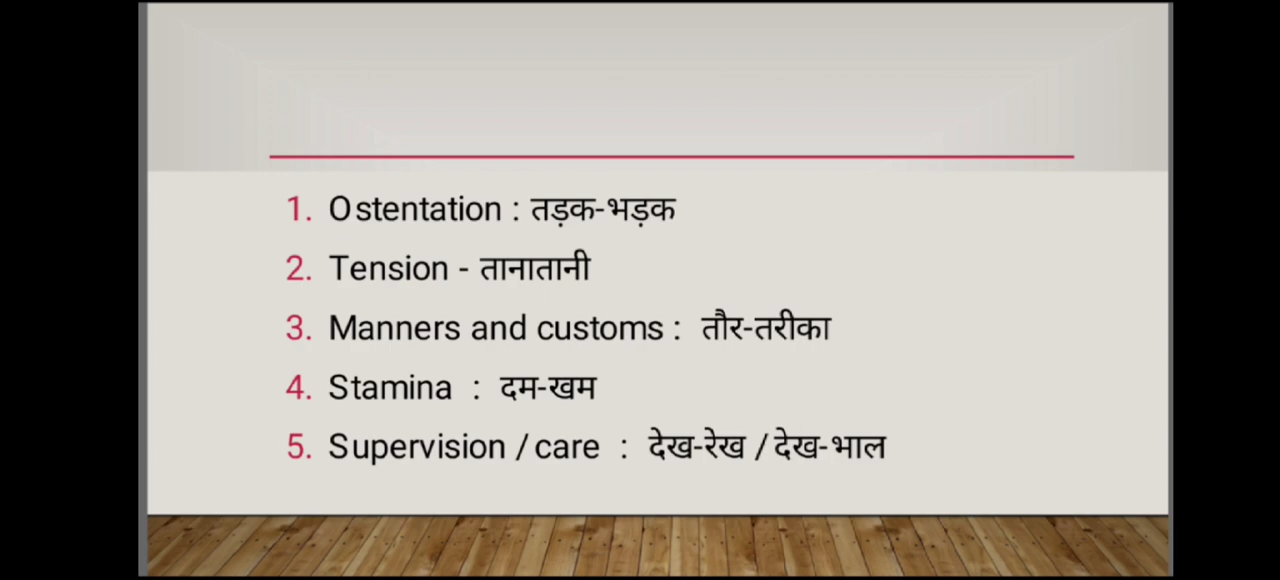 1. Ostentation : तड़क-भड़क
2. Tension - तानातानी
3. Manners and customs : तौर-तरीका
4. Stamina : दम-खम
5. Supervision / care : देख-रेख / देख-भाल